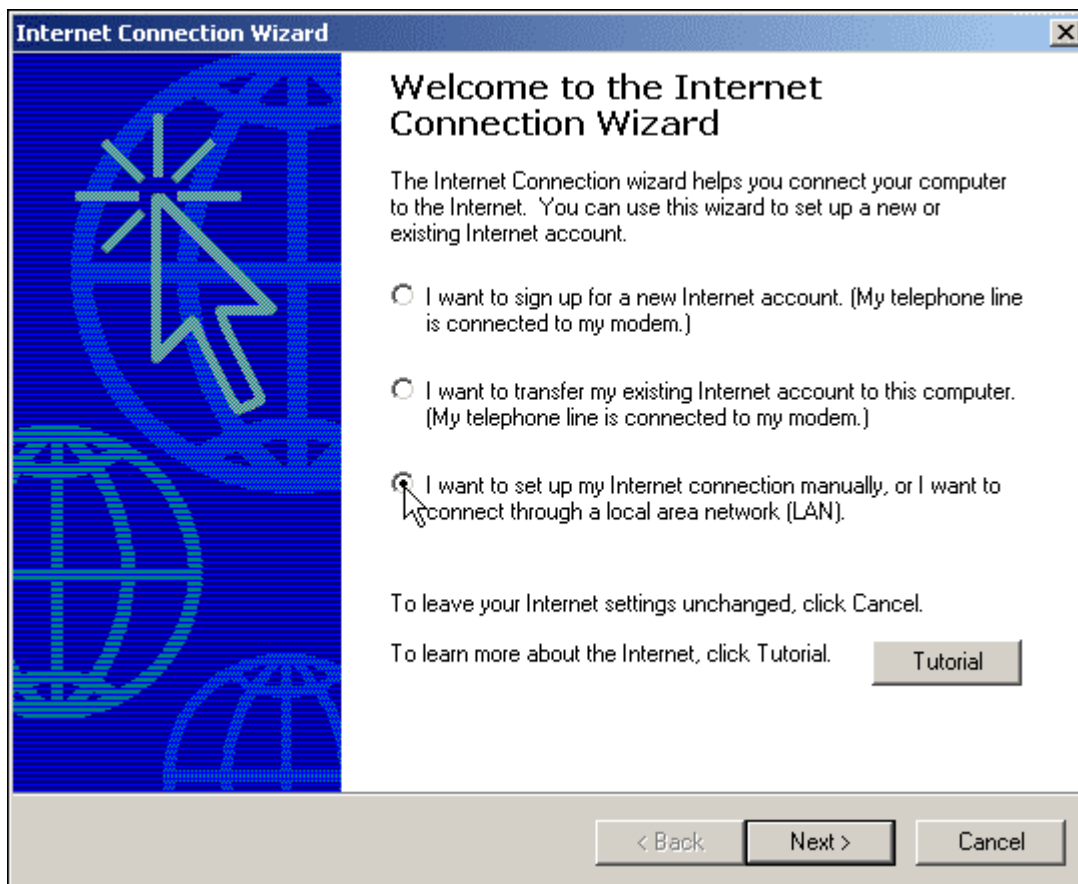 Internet Connection Wizard
Welcome to the Internet
Connection Wizard
The Internet Connection wizard helps you connect your computer
to the Internet.  You can use this wizard to set up a new or
existing Internet account.
I want to sign up for a new Internet account. (My telephone line
is connected to my modem.)
I want to transfer my existing Internet account to this computer.
(My telephone line is connected to my modem.)
I want to set up my Internet connection manually, or I want to
connect through a local area network (LAN).
To leave your Internet settings unchanged, click Cancel.
To learn more about the Internet, click Tutorial.
Tutorial
< Back
Next >
Cancel